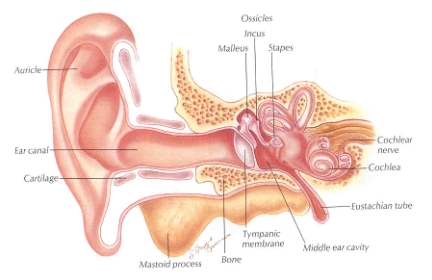 Ossicles
Incus
Malleus
Stapes
Auricle
Ear canal
Cartilage
Cochlear
nerve
Cochlea
Eustachian tube
Tympanic
membrane
Middle ear cavity
Bone
Mastoid process